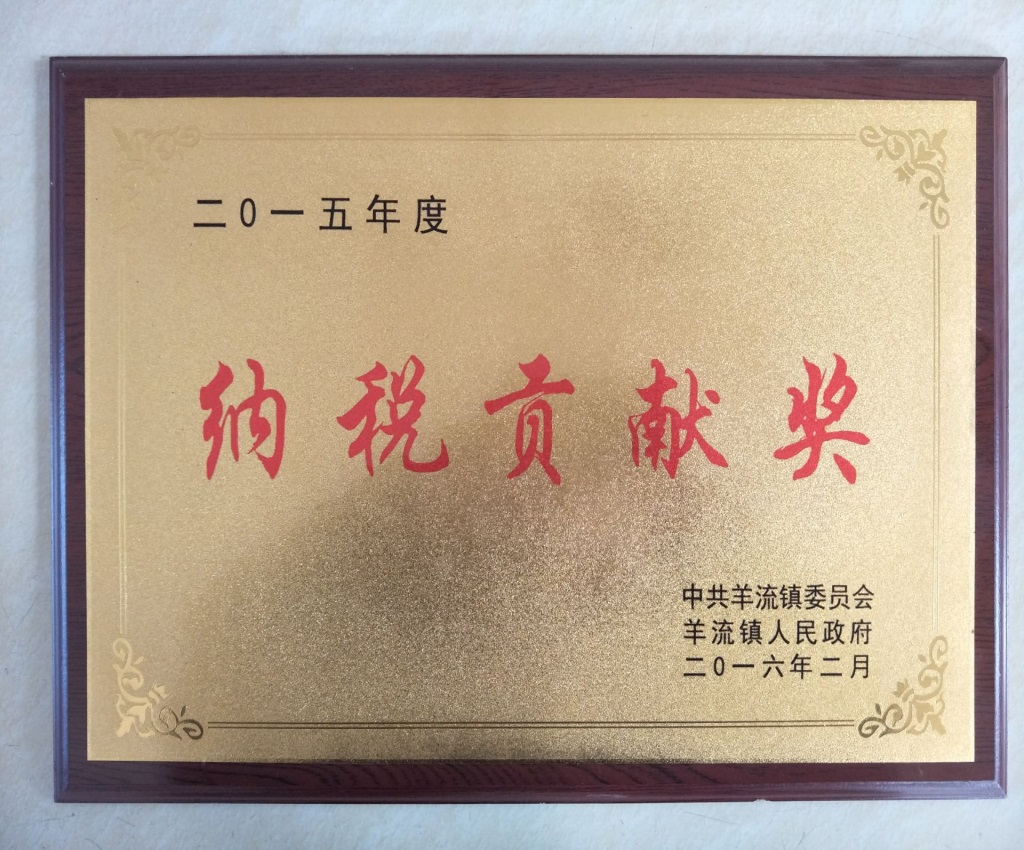 二0一五年度
纳税贡献奖
中共羊流镇委员会
羊流镇人民政府
二0一六年二月